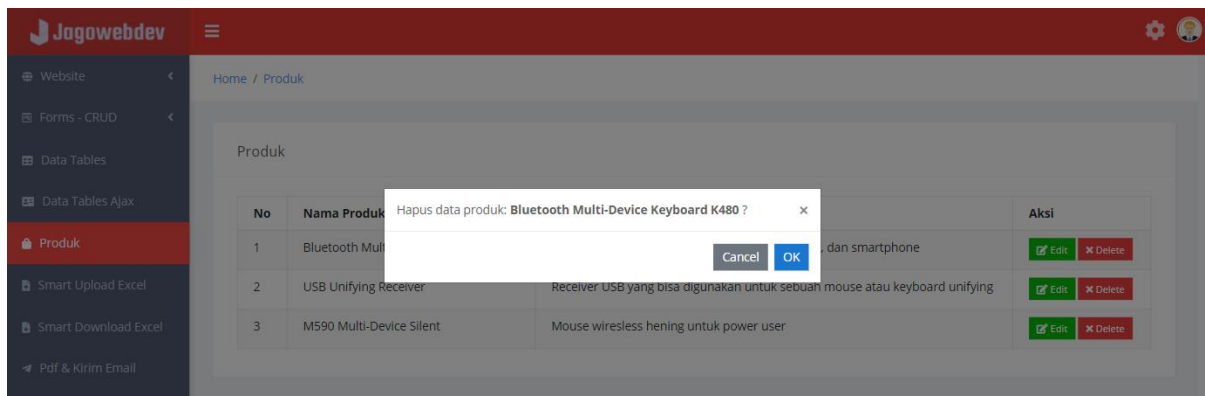 Jagowebdev
Website
Home / Produk
Forms - CRUD
Produk
Data Tables
Data Tables Ajax
Hapus data produk: Bluetooth Multi-Device Keyboard K480 ?
×
No Nama Produk Aksi
Produk
1 Bluetooth Mult , dan smartphone Edit Delete
Cancel OK
Smart Upload Excel
2 USB Unifying Receiver Receiver USB yang bisa digunakan untuk sebuah mouse atau keyboard unifying Edit Delete
Smart Download Excel
3 M590 Multi-Device Silent Mouse wiresless hening untuk power user Edit Delete
Pdf & Kirim Email